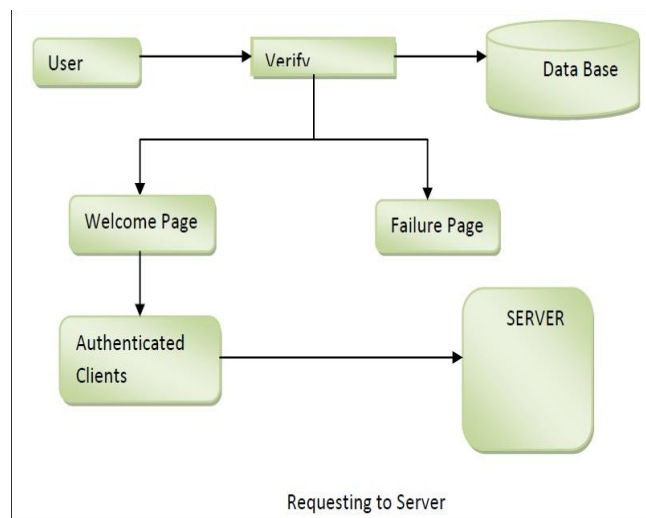 User
Verify
Data Base
Welcome Page
Failure Page
Authenticated
Clients
SERVER
Requesting to Server